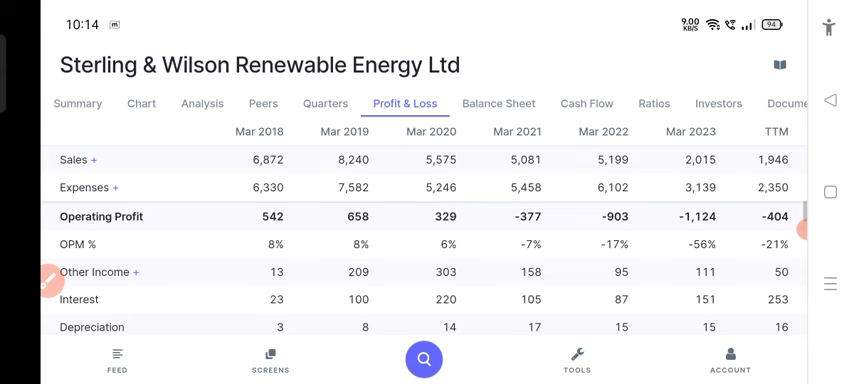 10:14 m 9.00 KB/S 94
Sterling & Wilson Renewable Energy Ltd
Summary Chart Analysis Peers Quarters Profit & Loss Balance Sheet Cash Flow Ratios Investors Docume
Mar 2018 Mar 2019 Mar 2020 Mar 2021 Mar 2022 Mar 2023 TTM
Sales + 6,872 8,240 5,575 5,081 5,199 2,015 1,946
Expenses + 6,330 7,582 5,246 5,458 6,102 3,139 2,350
Operating Profit 542 658 329 -377 -903 -1,124 -404
OPM % 8% 8% 6% -7% -17% -56% -21%
Other Income + 13 209 303 158 95 111 50
Interest 23 100 220 105 87 151 253
Depreciation 3 8 14 17 15 15 16
FEED SCREENS TOOLS ACCOUNT